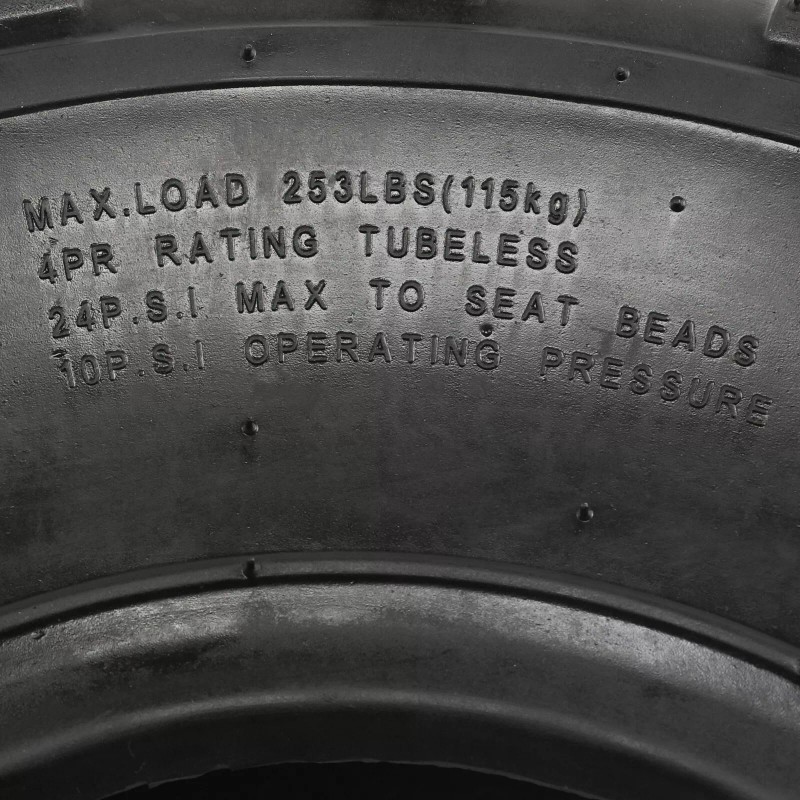 MAX.LOAD 253LBS(115kg)
4PR RATING TUBELESS
24P.S.I MAX TO SEAT BEADS
10P.S.I OPERATING PRESSURE